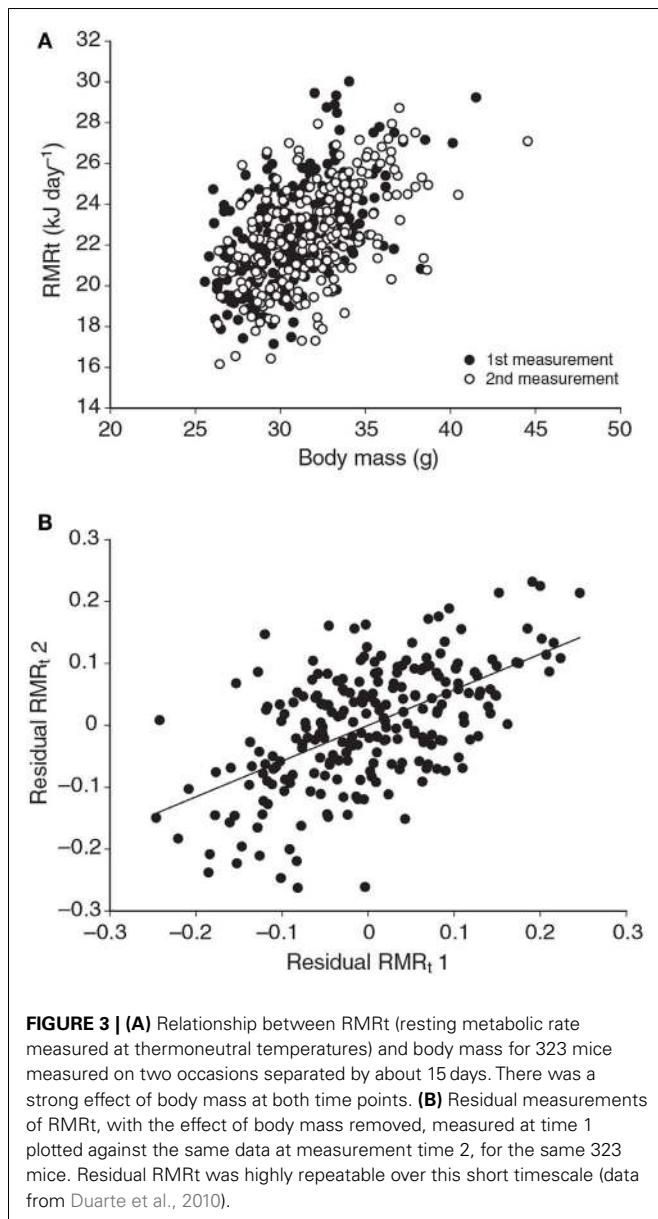 A
32
30
28
26
24
22
20
18
16
14
RMRt (kJ day⁻¹)
1st measurement
2nd measurement
20 25 30 35 40 45 50
Body mass (g)
B
0.3
0.2
0.1
0
–0.1
–0.2
–0.3
Residual RMRt 2
–0.3 –0.2 –0.1 0 0.1 0.2 0.3
Residual RMRt 1
FIGURE 3 | (A) Relationship between RMRt (resting metabolic rate
measured at thermoneutral temperatures) and body mass for 323 mice
measured on two occasions separated by about 15 days. There was a
strong effect of body mass at both time points. (B) Residual measurements
of RMRt, with the effect of body mass removed, measured at time 1
plotted against the same data at measurement time 2, for the same 323
mice. Residual RMRt was highly repeatable over this short timescale (data
from Duarte et al., 2010).